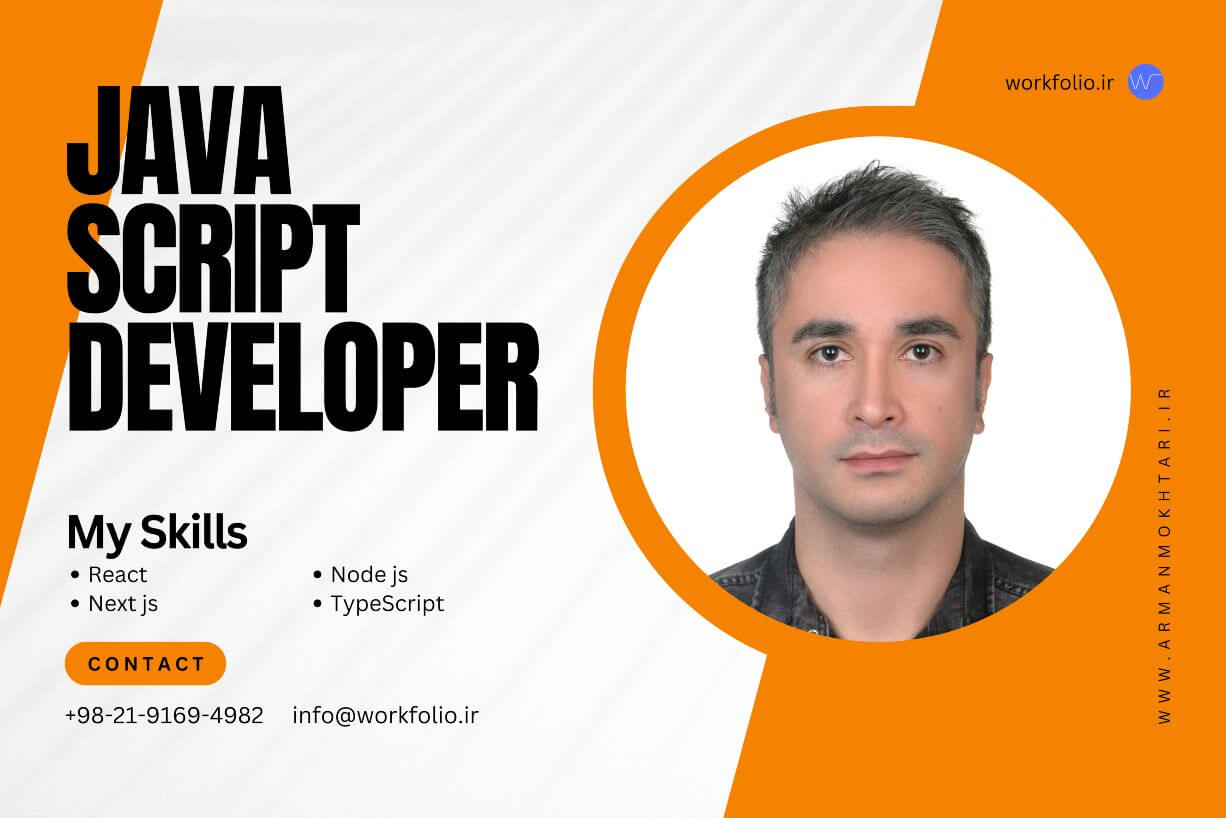 JAVA
SCRIPT
DEVELOPER
My Skills
• React
• Next js
• Node js
• TypeScript
CONTACT
+98-21-9169-4982 info@workfolio.ir
workfolio.ir
WWW.ARMANMOKHTARI.IR